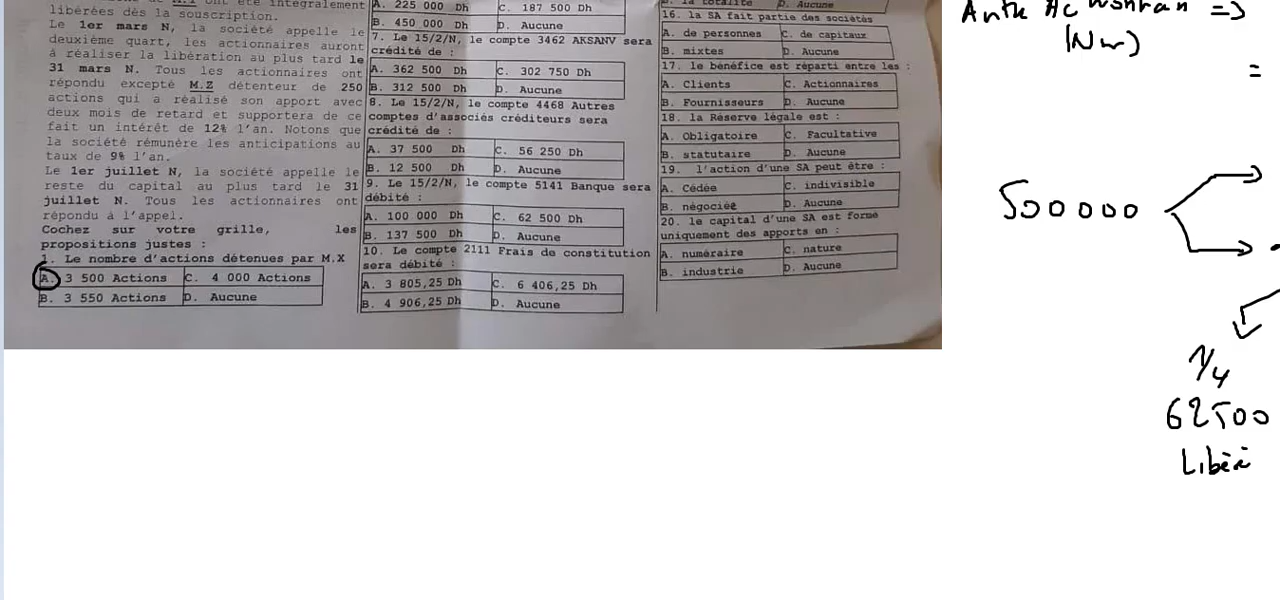 libérées dès la souscription.
Le 1er mars N, la société appelle le
deuxième quart, les actionnaires auront
à réaliser la libération au plus tard le
31 mars N. Tous les actionnaires ont
répondu excepté M.Z détenteur de 250
actions qui a réalisé son apport avec
deux mois de retard et supportera de ce
fait un intérêt de 12% l'an. Notons que
la société rémunère les anticipations au
taux de 9% l'an.
Le 1er juillet N, la société appelle le
reste du capital au plus tard le 31
juillet N. Tous les actionnaires ont
répondu à l'appel.
Cochez sur votre grille, les
propositions justes :
1. Le nombre d'actions détenues par M.X
A. 3 500 Actions C. 4 000 Actions
B. 3 550 Actions D. Aucune
A. 225 000 Dh C. 187 500 Dh
B. 450 000 Dh D. Aucune
7. Le 15/2/N, le compte 3462 AKSANV sera
crédité de :
A. 362 500 Dh C. 302 750 Dh
B. 312 500 Dh D. Aucune
8. Le 15/2/N, le compte 4468 Autres
comptes d'associés créditeurs sera
crédité de :
A. 37 500 Dh C. 56 250 Dh
B. 12 500 Dh D. Aucune
9. Le 15/2/N, le compte 5141 Banque sera
débité :
A. 100 000 Dh C. 62 500 Dh
B. 137 500 Dh D. Aucune
10. Le compte 2111 Frais de constitution
sera débité :
A. 3 805,25 Dh C. 6 406,25 Dh
B. 4 906,25 Dh D. Aucune
B. la totalité D. Aucune
16. la SA fait partie des sociétés
A. de personnes C. de capitaux
B. mixtes D. Aucune
17. le bénéfice est réparti entre les :
A. Clients C. Actionnaires
B. Fournisseurs D. Aucune
18. la Réserve légale est :
A. Obligatoire C. Facultative
B. statutaire D. Aucune
19. l'action d'une SA peut être :
A. Cédée C. indivisible
B. négociée D. Aucune
20. le capital d'une SA est formé
uniquement des apports en :
A. numéraire C. nature
B. industrie D. Aucune
=>
=
500 000
1/4
62500
Libéré